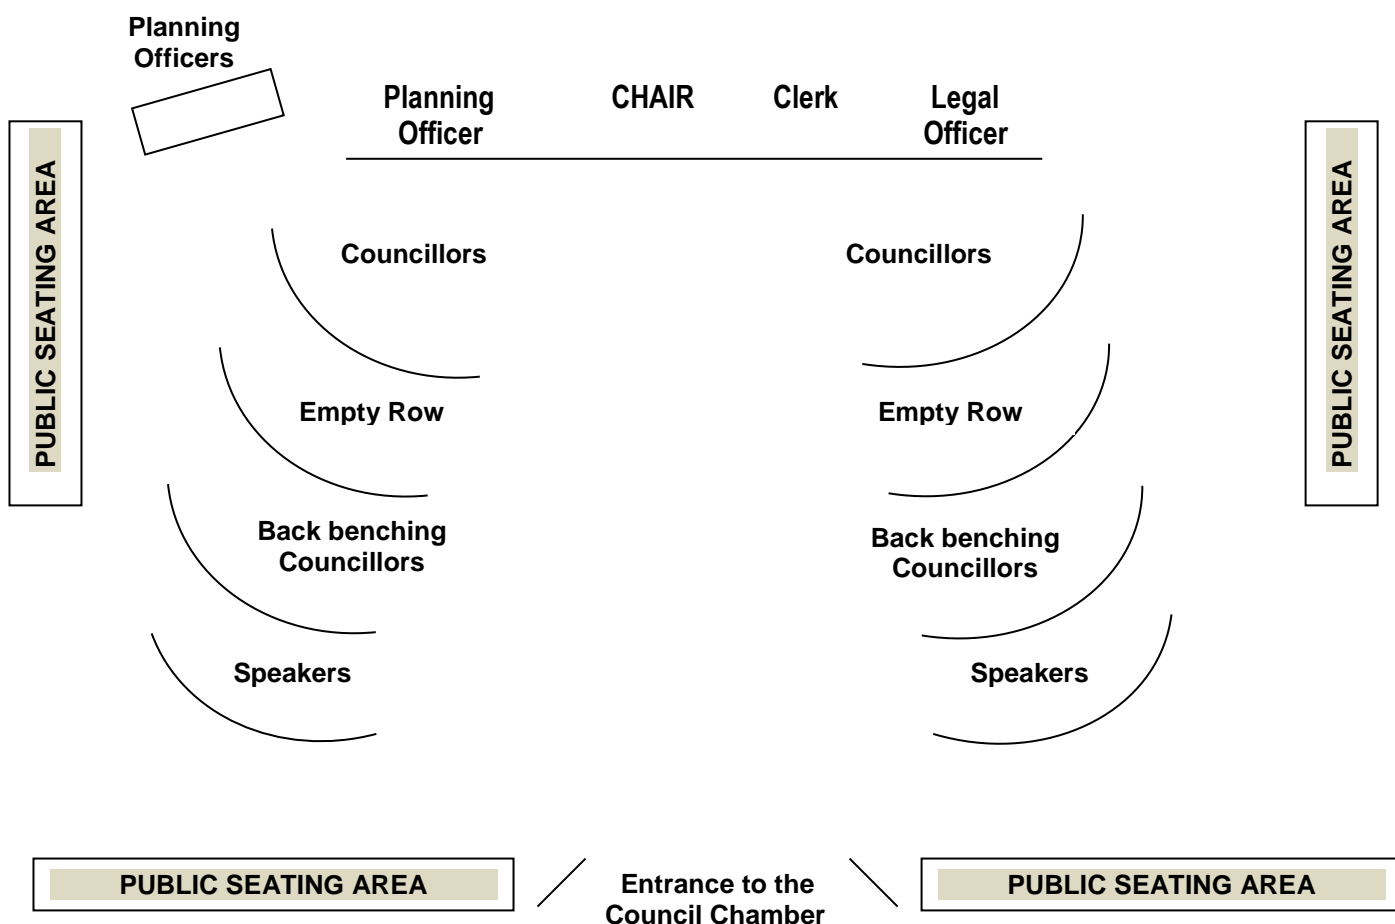 Planning
Officers
Planning
Officer
CHAIR
Clerk
Legal
Officer
PUBLIC SEATING AREA
PUBLIC SEATING AREA
Councillors
Councillors
Empty Row
Empty Row
Back benching
Councillors
Back benching
Councillors
Speakers
Speakers
PUBLIC SEATING AREA
Entrance to the
Council Chamber
PUBLIC SEATING AREA